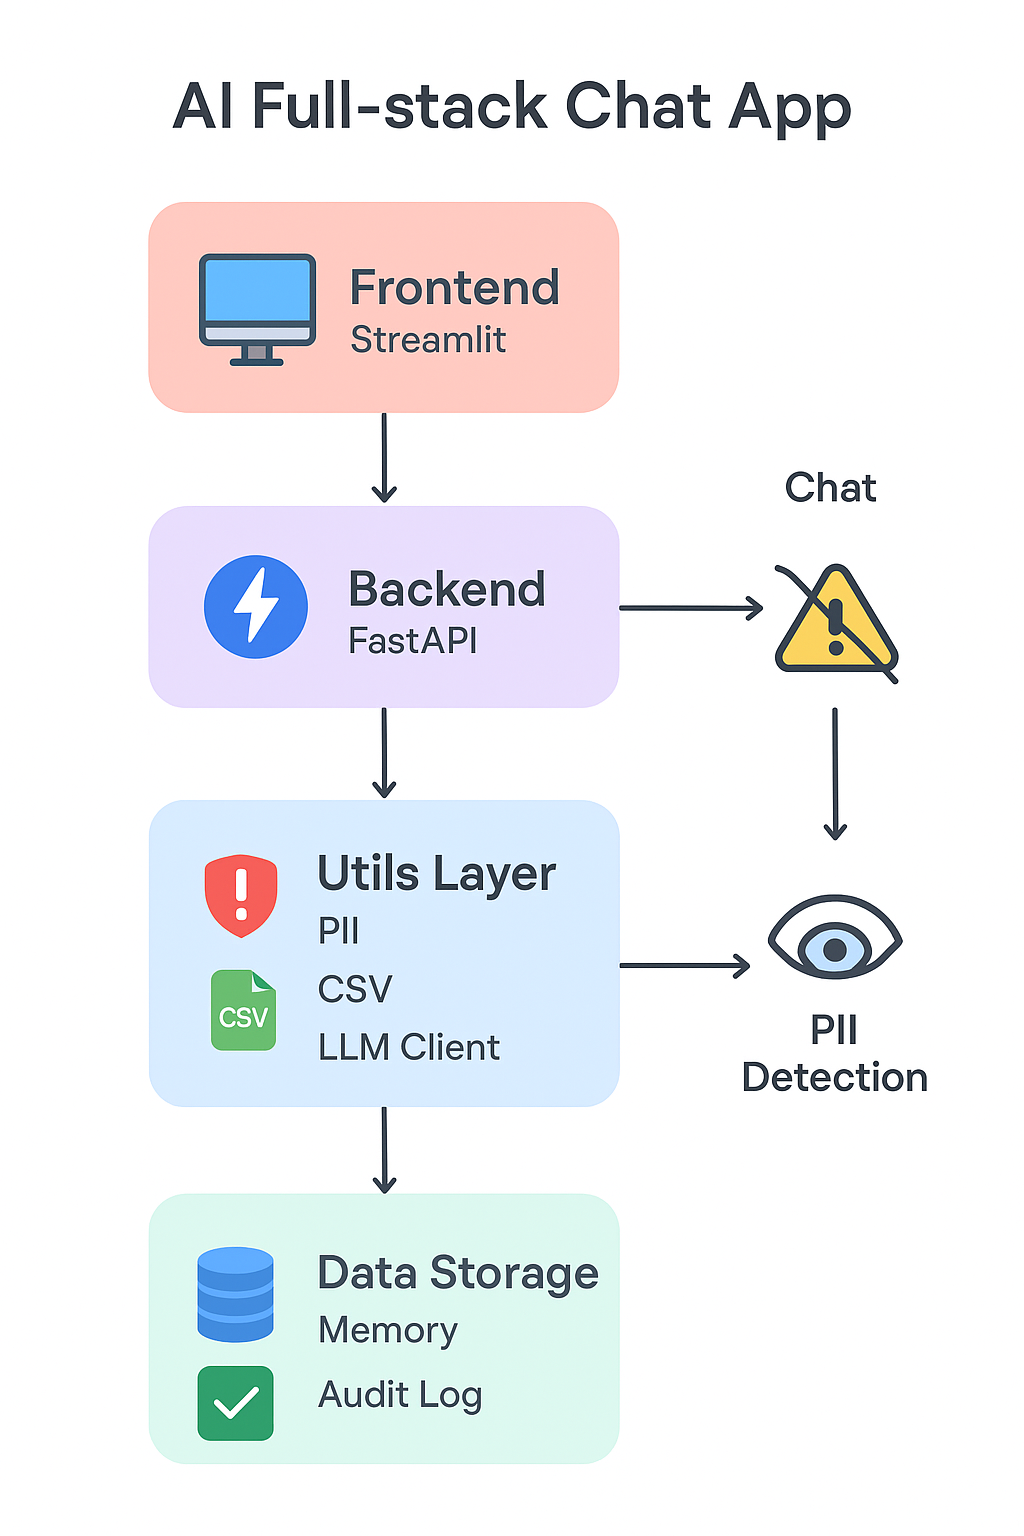 AI Full-stack Chat App
Frontend
Streamlit
Chat
Backend
FastAPI
Utils Layer
PII
CSV
CSV
LLM Client
PII
Detection
Data Storage
Memory
Audit Log